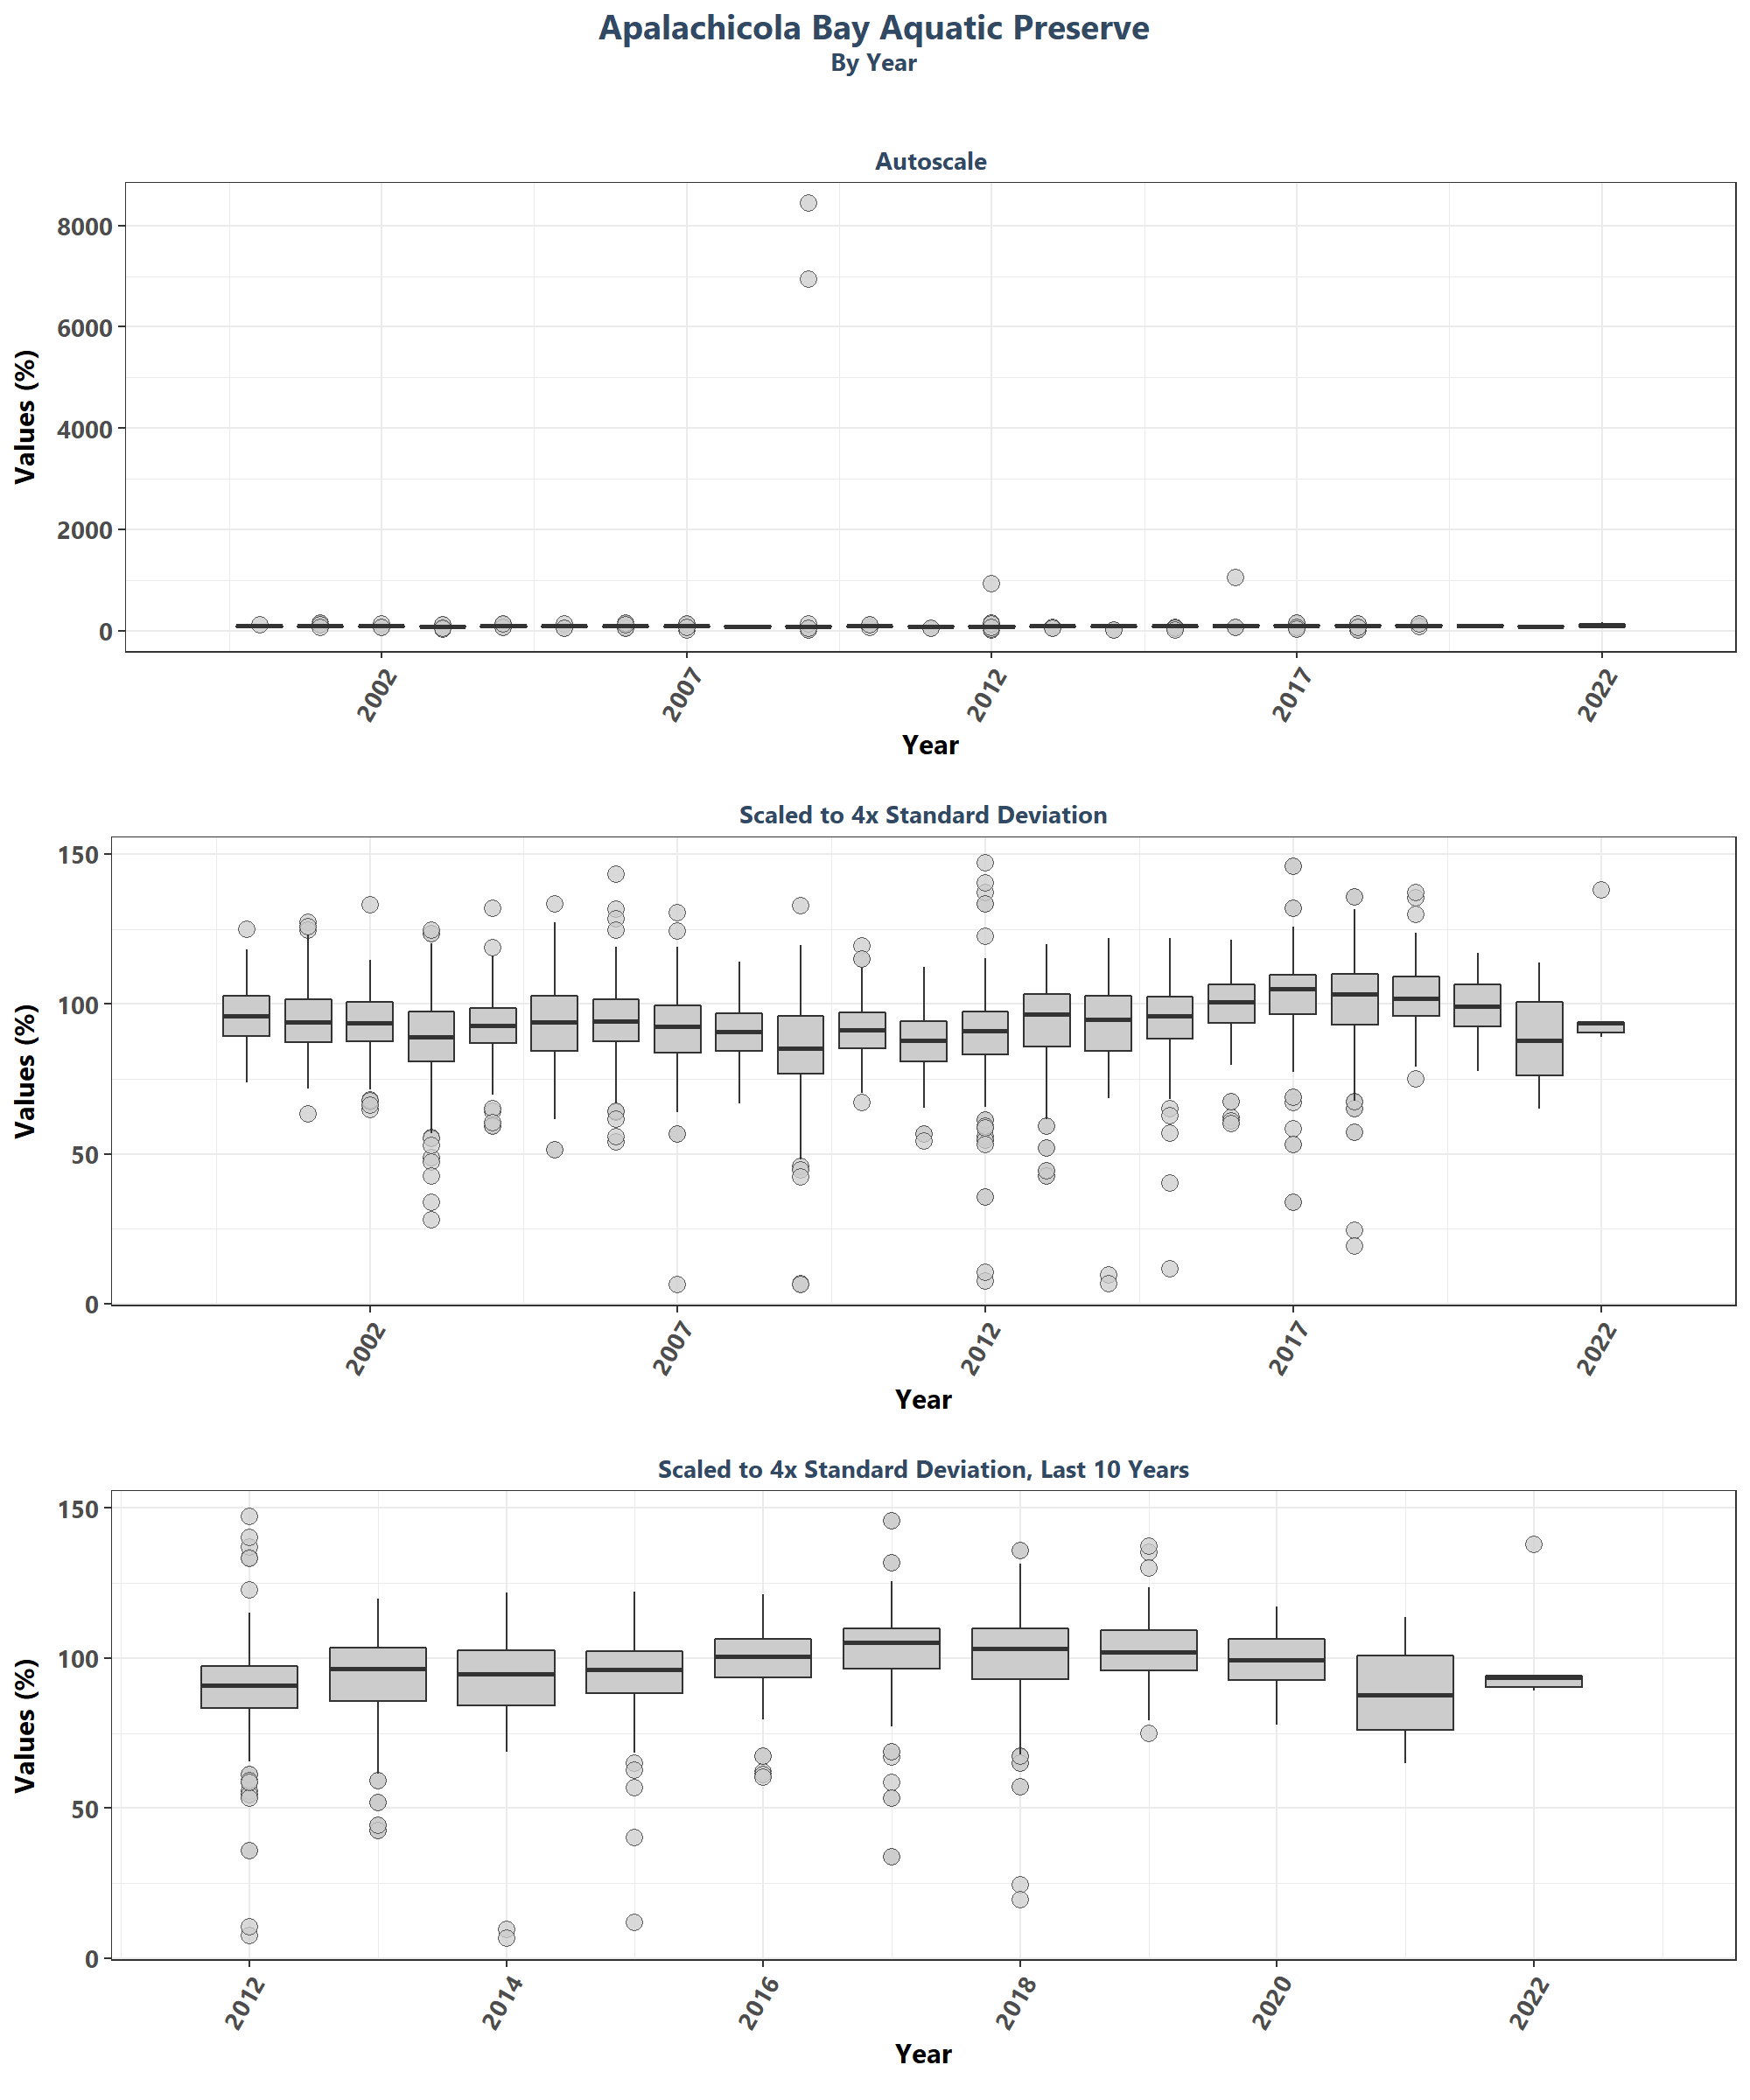 Apalachicola Bay Aquatic Preserve
By Year
Autoscale
Values (%)
8000
6000
4000
2000
0
2002
2007
2012
2017
2022
Year
Scaled to 4x Standard Deviation
Values (%)
150
100
50
0
2002
2007
2012
2017
2022
Year
Scaled to 4x Standard Deviation, Last 10 Years
Values (%)
150
100
50
0
2012
2014
2016
2018
2020
2022
Year